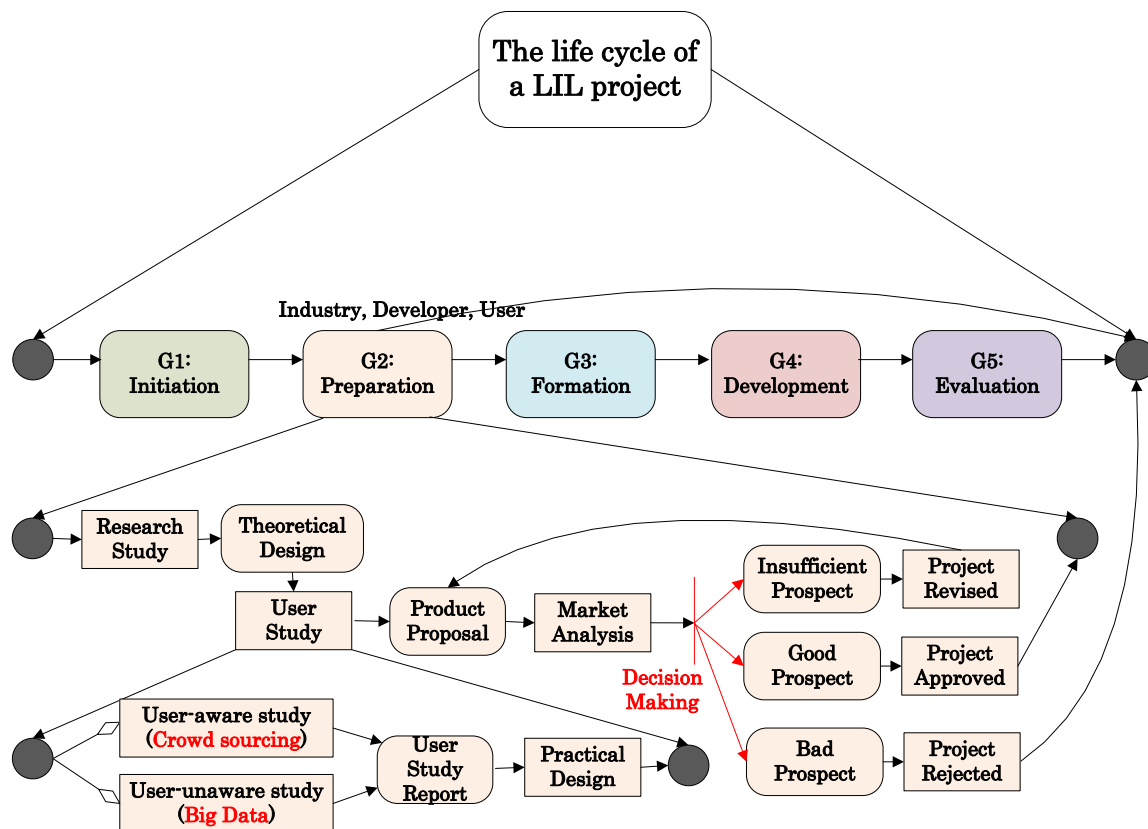 The life cycle of
a LIL project
Industry, Developer, User
G1:
Initiation
G2:
Preparation
G3:
Formation
G4:
Development
G5:
Evaluation
Research
Study
Theoretical
Design
User
Study
Product
Proposal
Market
Analysis
Decision
Making
Insufficient
Prospect
Project
Revised
Good
Prospect
Project
Approved
Bad
Prospect
Project
Rejected
User-aware study
(Crowd sourcing)
User-unaware study
(Big Data)
User
Study
Report
Practical
Design